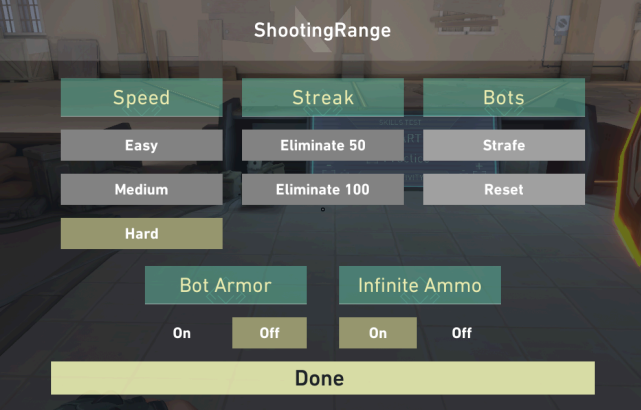 ShootingRange
Speed Streak Bots
Easy Eliminate 50 Strafe
Medium Eliminate 100 Reset
Hard
Bot Armor Infinite Ammo
On Off On Off
Done